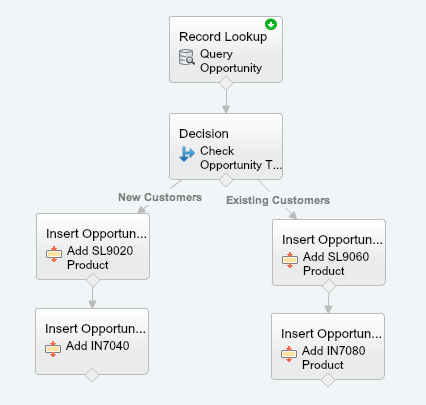 Record Lookup
Query
Opportunity
Decision
Check
Opportunity T...
New Customers
Existing Customers
Insert Opportun...
Add SL9020
Product
Insert Opportun...
Add SL9060
Product
Insert Opportun...
Add IN7040
Insert Opportun...
Add IN7080
Product